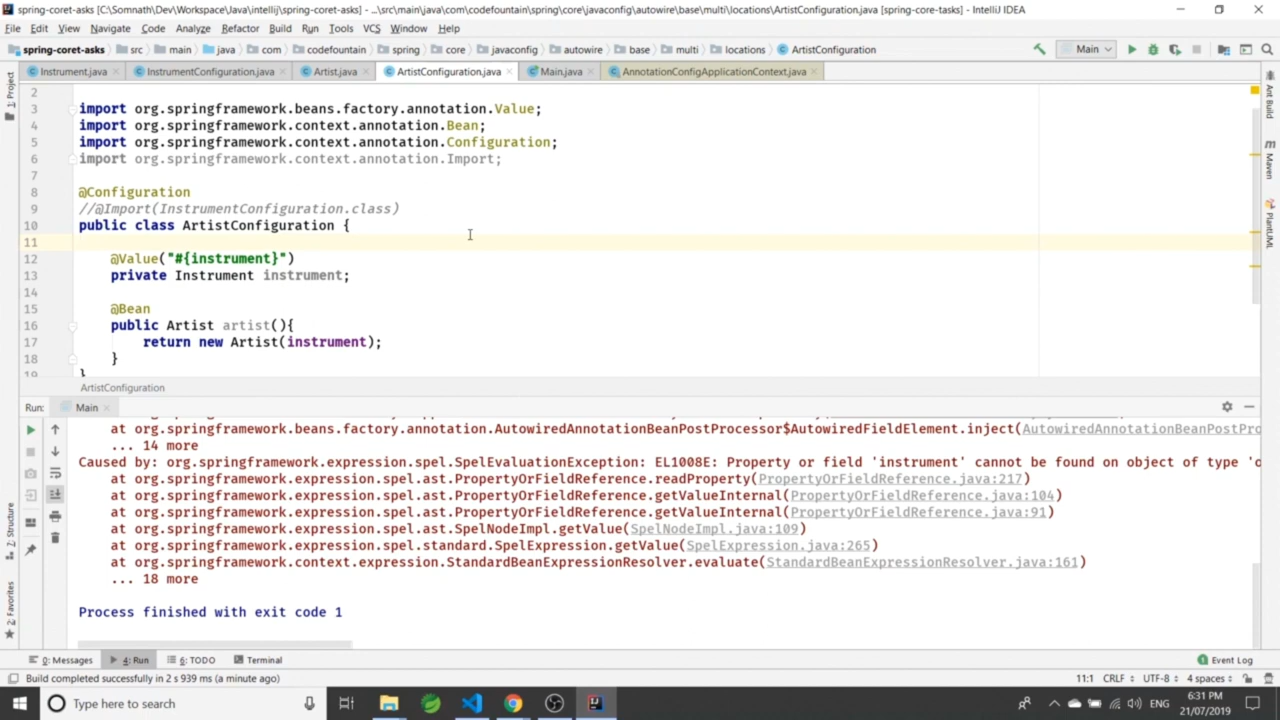 spring-coret-asks [C:\Somnath\Dev\Workspace\Java\intellij\spring-coret-asks] - ...\src\main\java\com\codefountain\spring\core\javaconfig\autowire\base\multi\locations\ArtistConfiguration.java [spring-core-tasks] - IntelliJ IDEA
File Edit View Navigate Code Analyze Refactor Build Run Tools VCS Window Help
spring-coret-asks src main java com codefountain spring core javaconfig autowire base multi locations ArtistConfiguration Main
Instrument.java InstrumentConfiguration.java Artist.java ArtistConfiguration.java Main.java AnnotationConfigApplicationContext.java
1: Project
Ant Build
Maven
PlantUML
2
3 import org.springframework.beans.factory.annotation.Value;
4 import org.springframework.context.annotation.Bean;
5 import org.springframework.context.annotation.Configuration;
6 import org.springframework.context.annotation.Import;
7
8 @Configuration
9 //@Import(InstrumentConfiguration.class)
10 public class ArtistConfiguration {
11
12 @Value("#{instrument}")
13 private Instrument instrument;
14
15 @Bean
16 public Artist artist(){
17 return new Artist(instrument);
18 }
19 }
ArtistConfiguration
Run: Main
at org.springframework.beans.factory.annotation.AutowiredAnnotationBeanPostProcessor$AutowiredFieldElement.inject(AutowiredAnnotationBeanPostPro
... 14 more
Caused by: org.springframework.expression.spel.SpelEvaluationException: EL1008E: Property or field 'instrument' cannot be found on object of type 'o
at org.springframework.expression.spel.ast.PropertyOrFieldReference.readProperty(PropertyOrFieldReference.java:217)
at org.springframework.expression.spel.ast.PropertyOrFieldReference.getValueInternal(PropertyOrFieldReference.java:104)
at org.springframework.expression.spel.ast.PropertyOrFieldReference.getValueInternal(PropertyOrFieldReference.java:91)
at org.springframework.expression.spel.ast.SpelNodeImpl.getValue(SpelNodeImpl.java:109)
at org.springframework.expression.spel.standard.SpelExpression.getValue(SpelExpression.java:265)
at org.springframework.context.expression.StandardBeanExpressionResolver.evaluate(StandardBeanExpressionResolver.java:161)
... 18 more
Process finished with exit code 1
Z: Structure
2: Favorites
0: Messages 4: Run 6: TODO Terminal Event Log
Build completed successfully in 2 s 939 ms (a minute ago) 11:1 CRLF UTF-8 4 spaces
Type here to search ENG 6:31 PM
21/07/2019